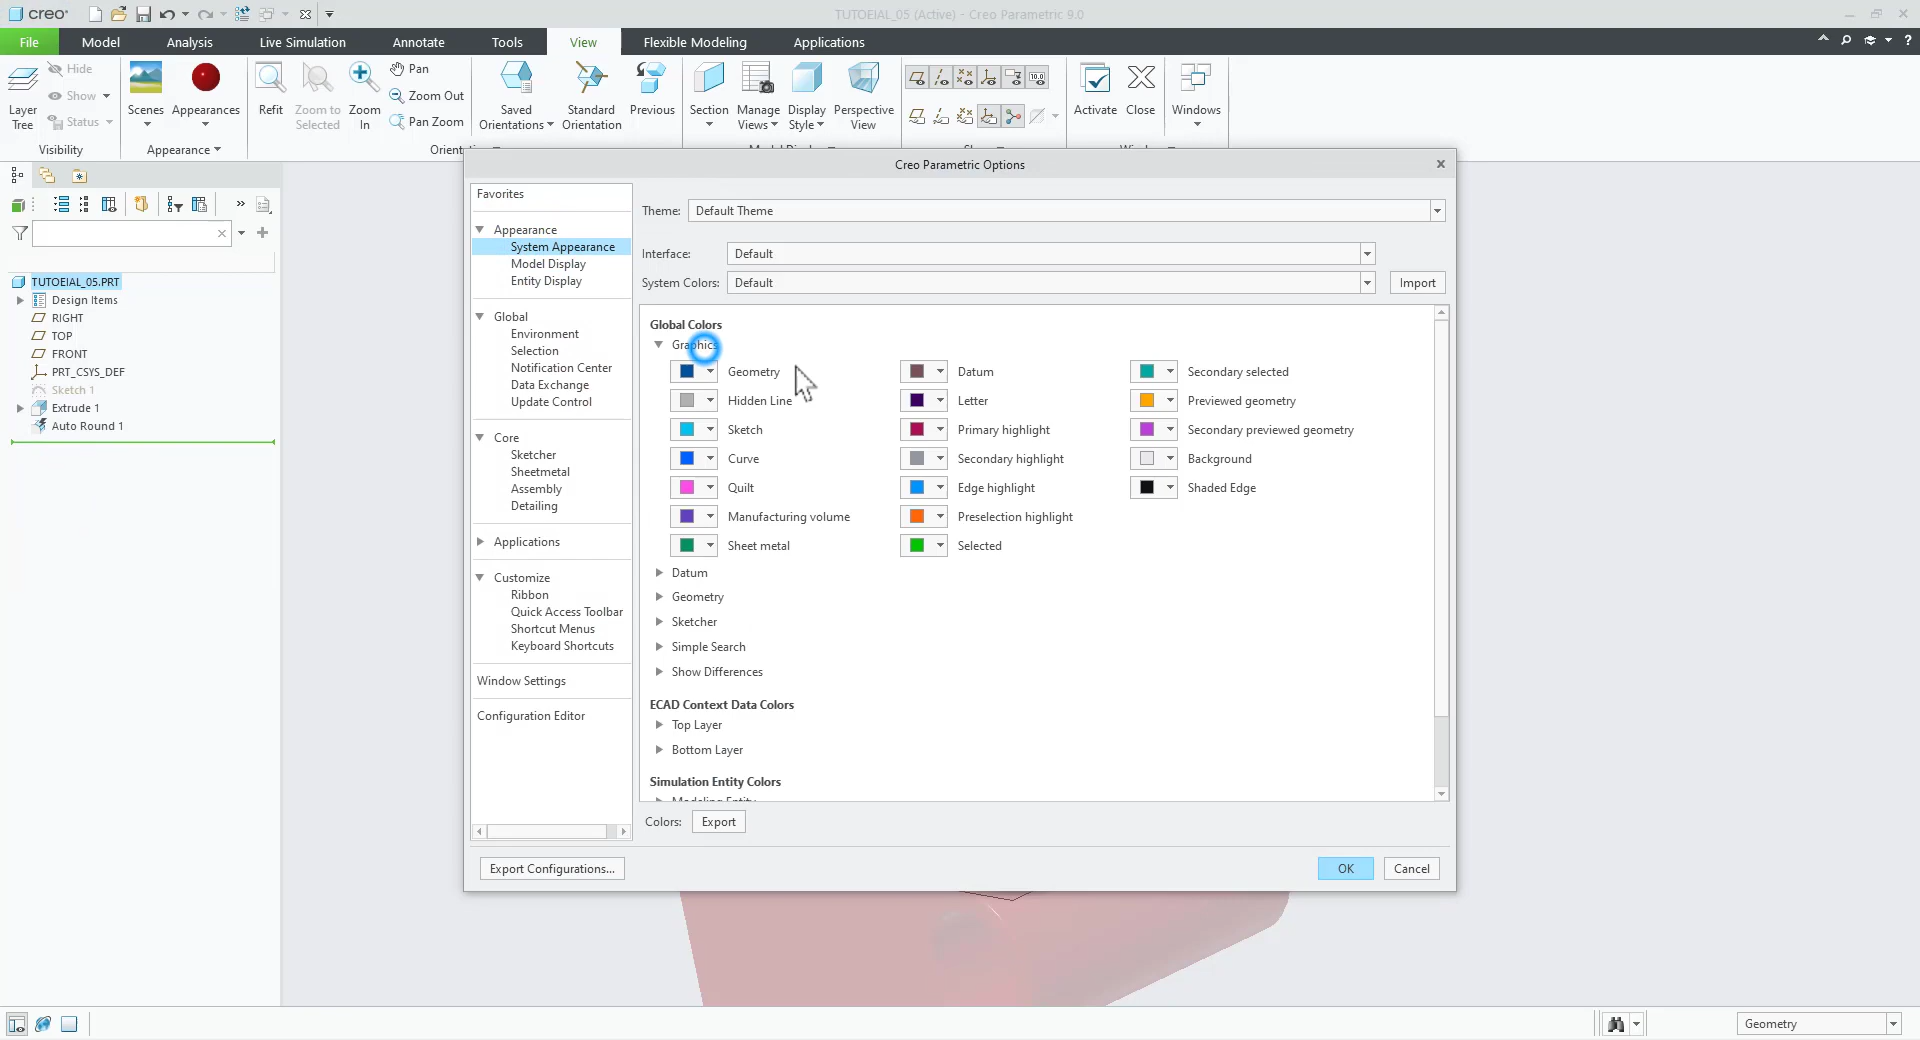 creo
TUTOEIAL_05 (Active) - Creo Parametric 9.0
File Model Analysis Live Simulation Annotate Tools View Flexible Modeling Applications
Layer Tree
Hide
Show
Status
Visibility
Scenes
Appearances
Appearance
Refit
Zoom to Selected
Zoom In
Pan
Zoom Out
Pan Zoom
Saved Orientations
Standard Orientation
Previous
Section
Manage Views
Display Style
Perspective View
10.0
Activate
Close
Windows
TUTOEIAL_05.PRT
Design Items
RIGHT
TOP
FRONT
PRT_CSYS_DEF
Sketch 1
Extrude 1
Auto Round 1
Creo Parametric Options
Favorites
Appearance
System Appearance
Model Display
Entity Display
Global
Environment
Selection
Notification Center
Data Exchange
Update Control
Core
Sketcher
Sheetmetal
Assembly
Detailing
Applications
Customize
Ribbon
Quick Access Toolbar
Shortcut Menus
Keyboard Shortcuts
Window Settings
Configuration Editor
Theme: Default Theme
Interface: Default
System Colors: Default Import
Global Colors
Graphics
Geometry Datum Secondary selected
Hidden Line Letter Previewed geometry
Sketch Primary highlight Secondary previewed geometry
Curve Secondary highlight Background
Quilt Edge highlight Shaded Edge
Manufacturing volume Preselection highlight
Sheet metal Selected
Datum
Geometry
Sketcher
Simple Search
Show Differences
ECAD Context Data Colors
Top Layer
Bottom Layer
Simulation Entity Colors
Colors: Export
Export Configurations... OK Cancel
Geometry